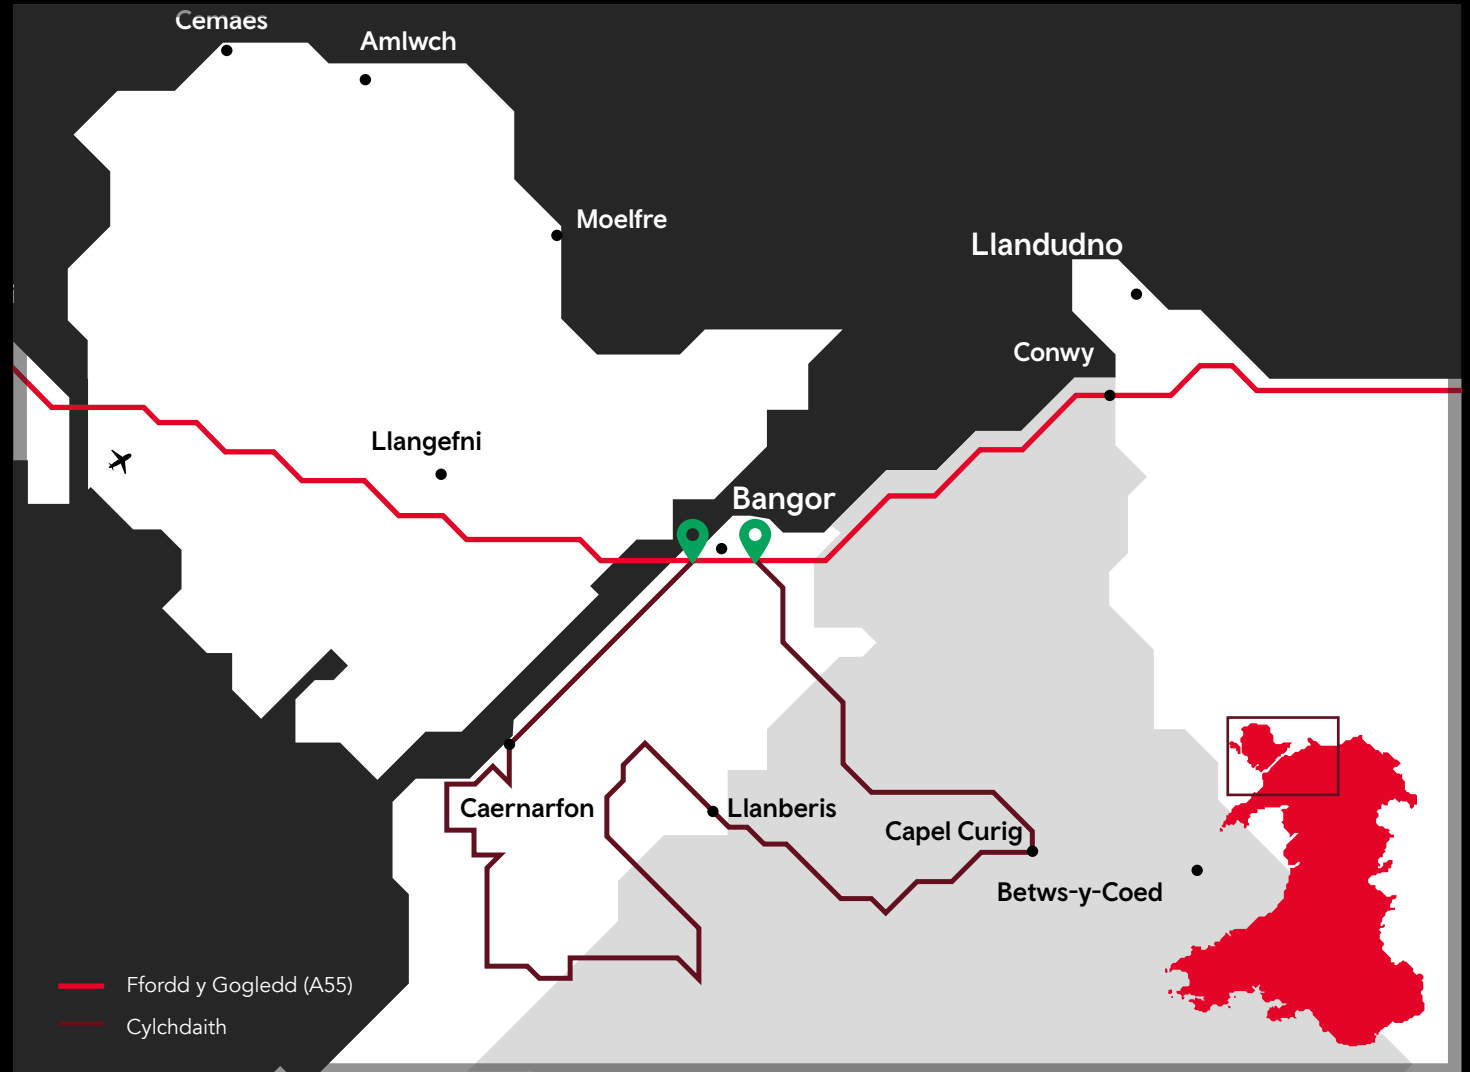 Cemaes
Amlwch
Moelfre
Llandudno
Conwy
Llangefni
Bangor
Caernarfon
Llanberis
Capel Curig
Betws-y-Coed
Ffordd y Gogledd (A55)
Cylchdaith